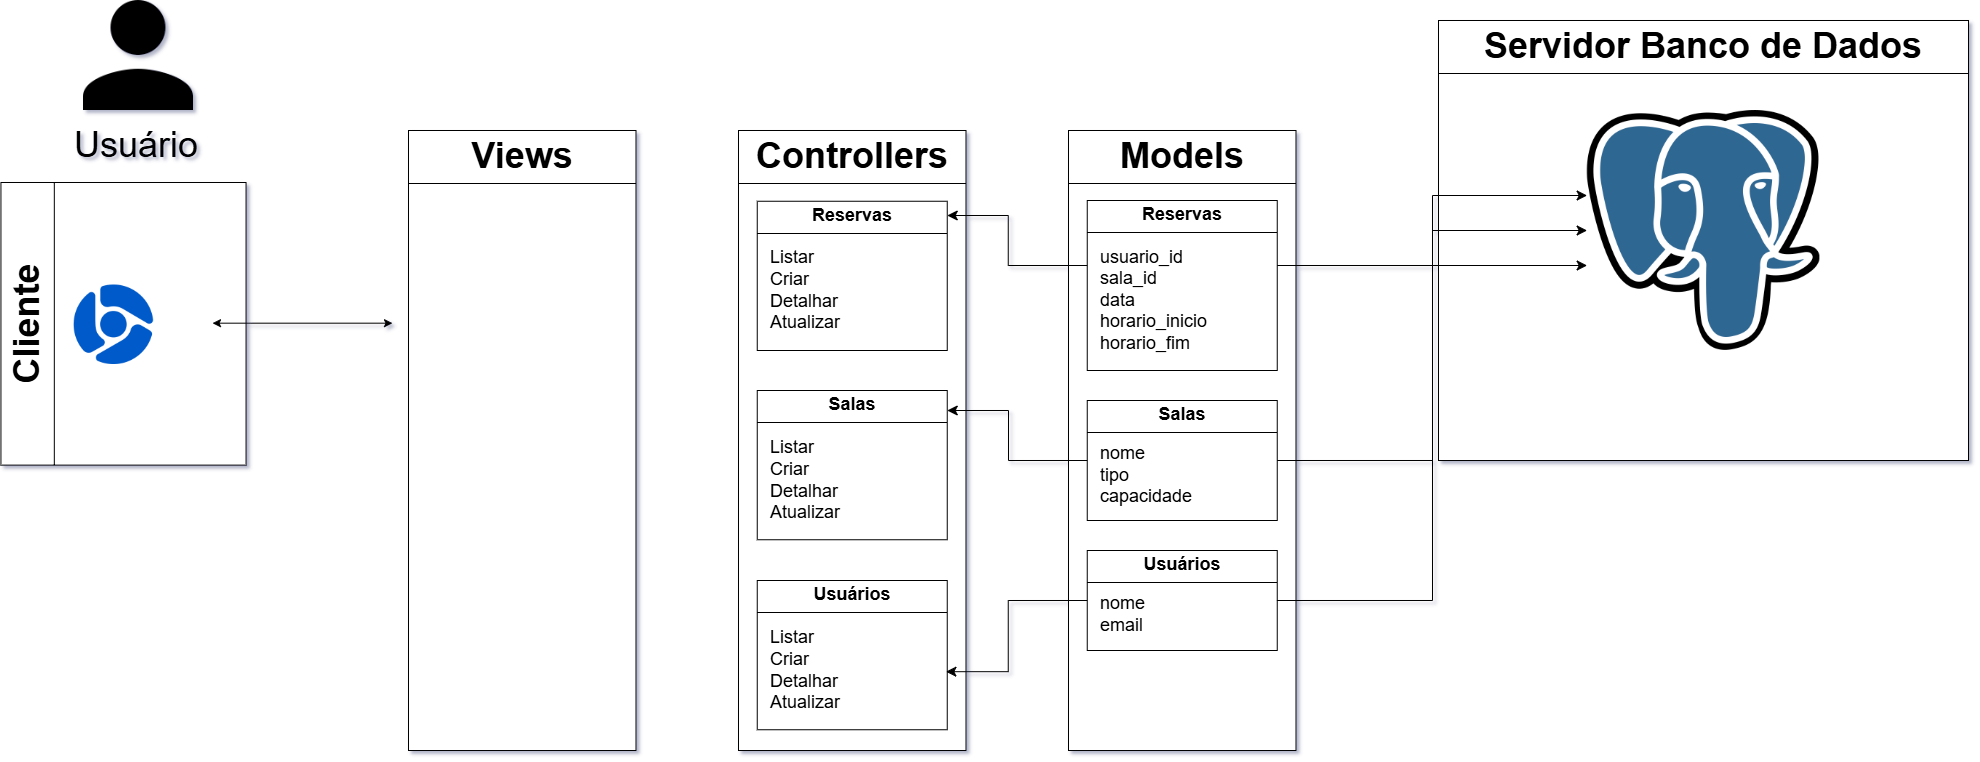 Usuário
Cliente
Views
Controllers
Reservas
Listar
Criar
Detalhar
Atualizar
Salas
Listar
Criar
Detalhar
Atualizar
Usuários
Listar
Criar
Detalhar
Atualizar
Models
Reservas
usuario_id
sala_id
data
horario_inicio
horario_fim
Salas
nome
tipo
capacidade
Usuários
nome
email
Servidor Banco de Dados